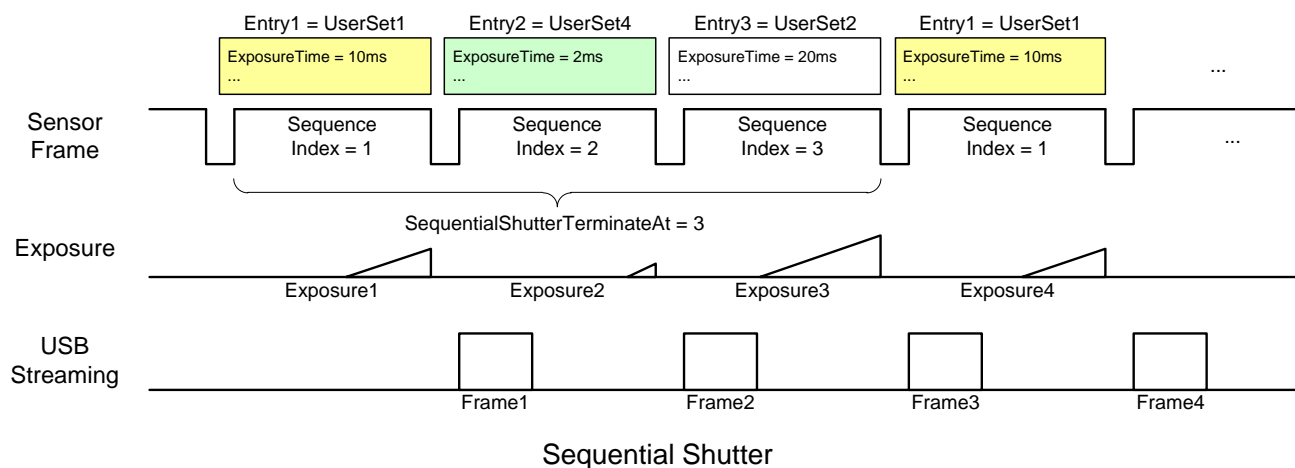 Entry1 = UserSet1
Entry2 = UserSet4
Entry3 = UserSet2
Entry1 = UserSet1
ExposureTime = 10ms
...
ExposureTime = 2ms
...
ExposureTime = 20ms
...
ExposureTime = 10ms
...
...
Sensor
Frame
Sequence
Index = 1
Sequence
Index = 2
Sequence
Index = 3
Sequence
Index = 1
...
SequentialShutterTerminateAt = 3
Exposure
Exposure1
Exposure2
Exposure3
Exposure4
USB
Streaming
Frame1
Frame2
Frame3
Frame4
Sequential Shutter